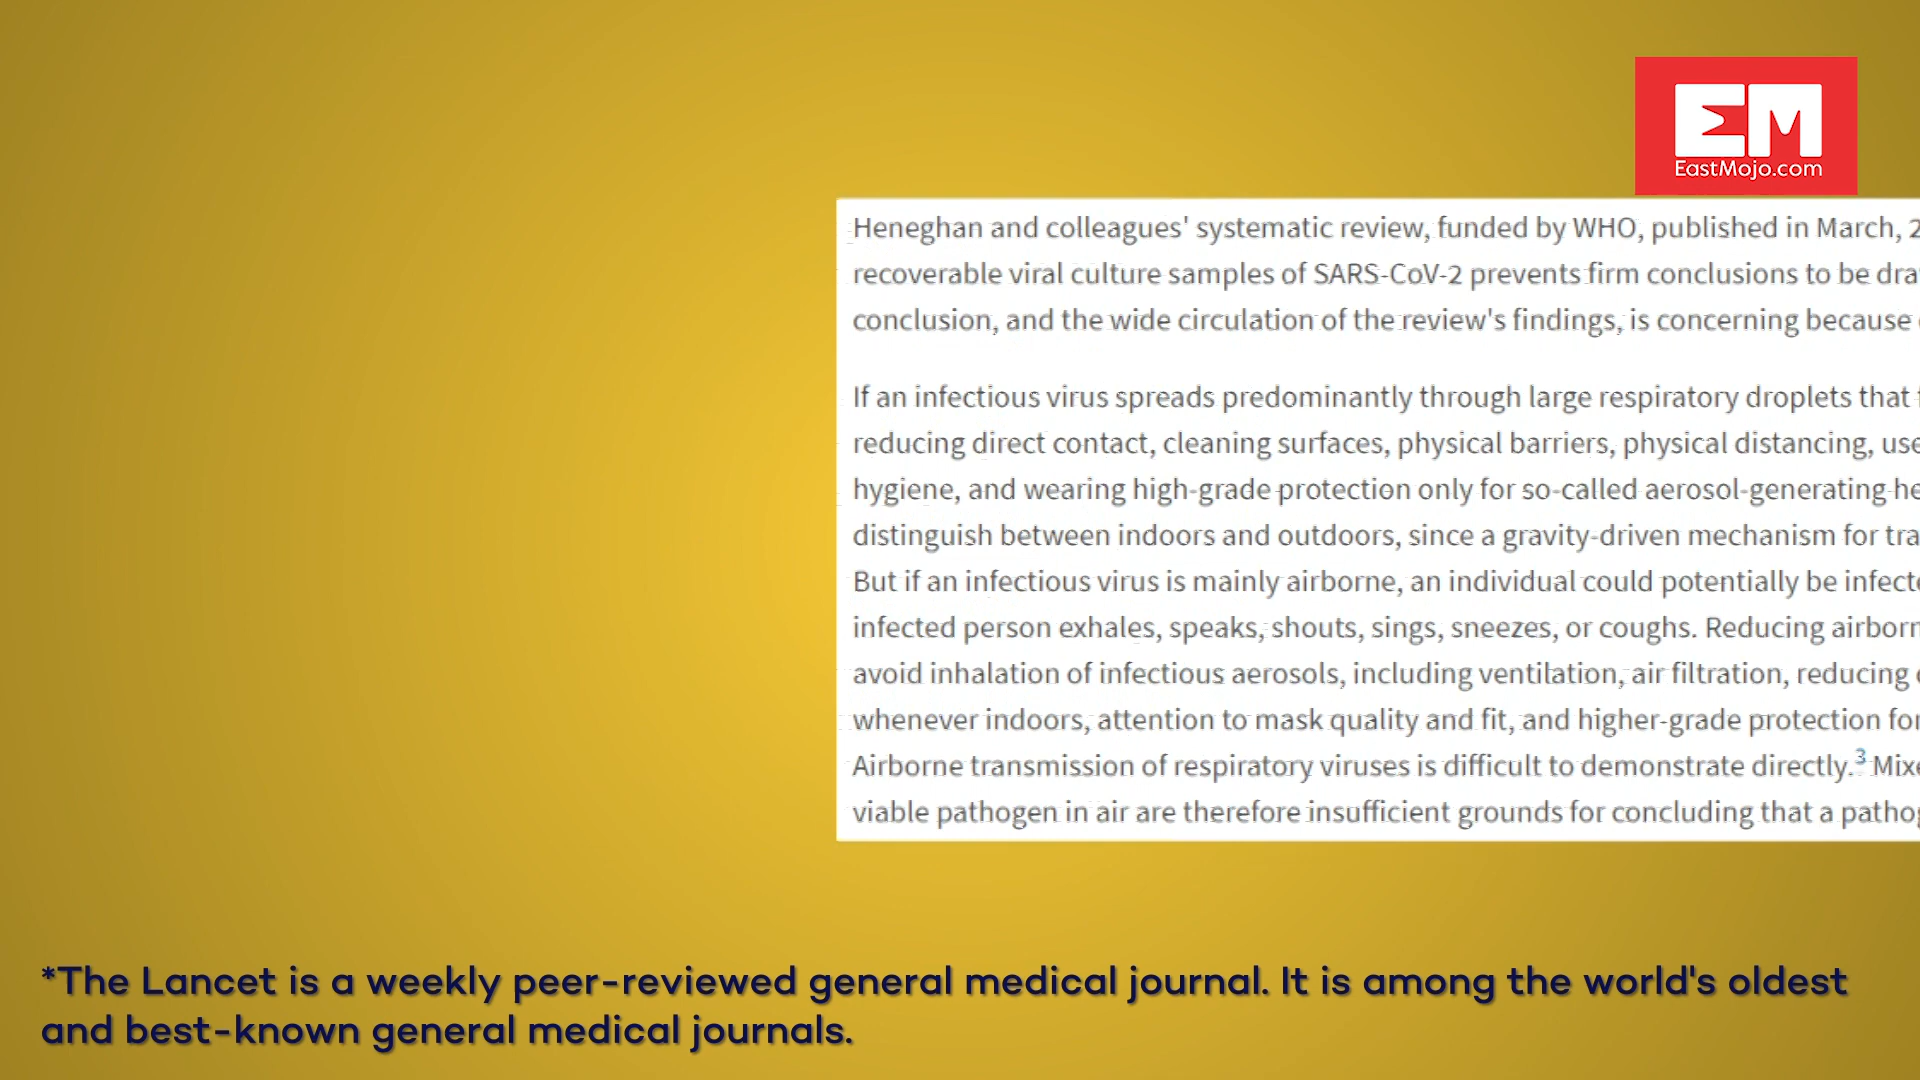 EM
EastMojo.com
Heneghan and colleagues' systematic review, funded by WHO, published in March,
recoverable viral culture samples of SARS-CoV-2 prevents firm conclusions to be
conclusion, and the wide circulation of the review's findings, is concerning because
If an infectious virus spreads predominantly through large respiratory droplets that
reducing direct contact, cleaning surfaces, physical barriers, physical distancing,
hygiene, and wearing high-grade protection only for so-called aerosol-generating
distinguish between indoors and outdoors, since a gravity-driven mechanism for
But if an infectious virus is mainly airborne, an individual could potentially be
infected person exhales, speaks, shouts, sings, sneezes, or coughs. Reducing
avoid inhalation of infectious aerosols, including ventilation, air filtration, reducing
whenever indoors, attention to mask quality and fit, and higher-grade protection for
Airborne transmission of respiratory viruses is difficult to demonstrate directly.3
viable pathogen in air are therefore insufficient grounds for concluding that a
*The Lancet is a weekly peer-reviewed general medical journal. It is among the world's oldest
and best-known general medical journals.